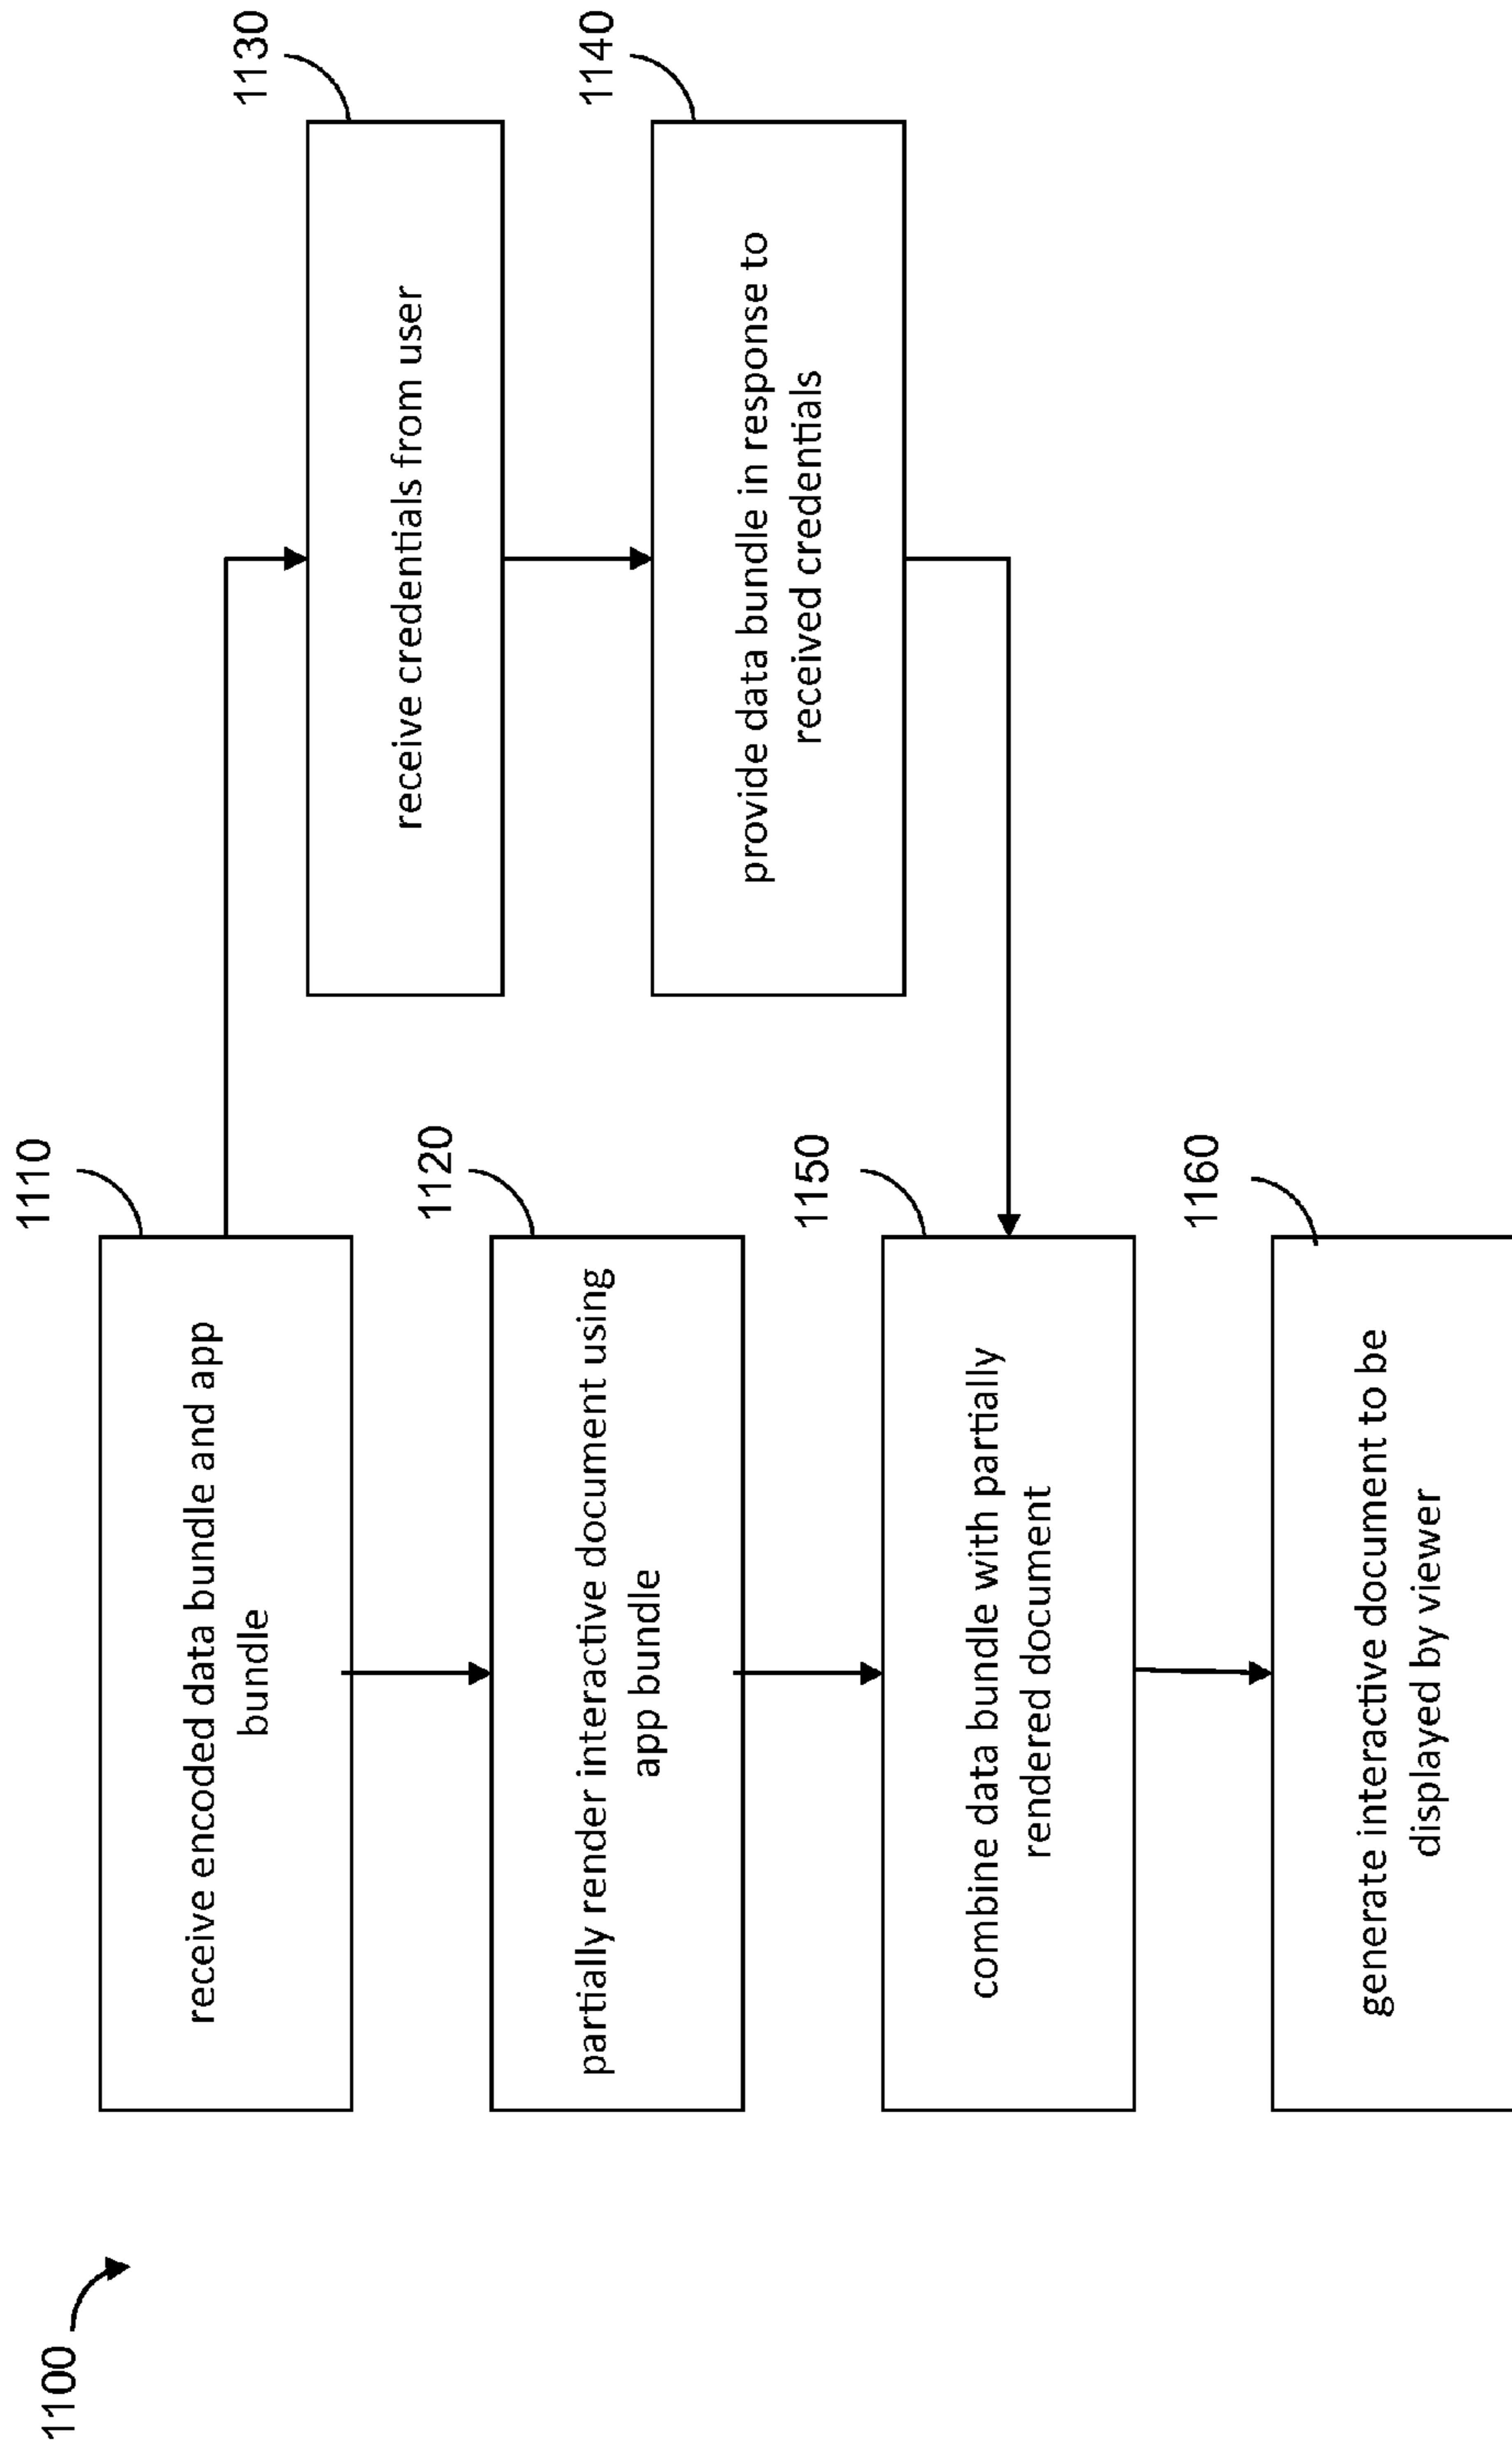 1100
1110
receive encoded data bundle and app
bundle
1120
partially render interactive document using
app bundle
1130
receive credentials from user
1140
provide data bundle in response to
received credentials
1150
combine data bundle with partially
rendered document
1160
generate interactive document to be
displayed by viewer